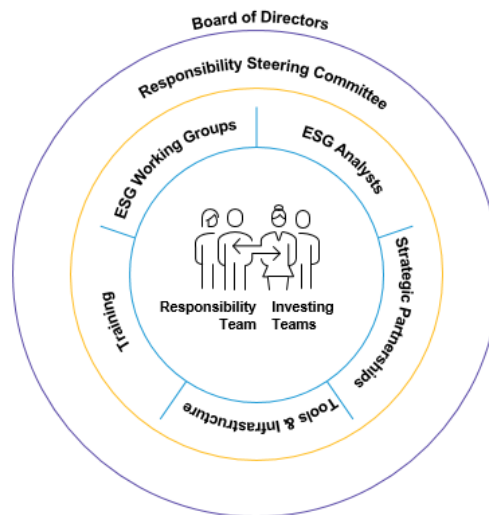 Board of Directors
Responsibility Steering Committee
ESG Working Groups
ESG Analysts
Strategic Partnerships
Tools & Infrastructure
Training
Responsibility Team
Investing Teams